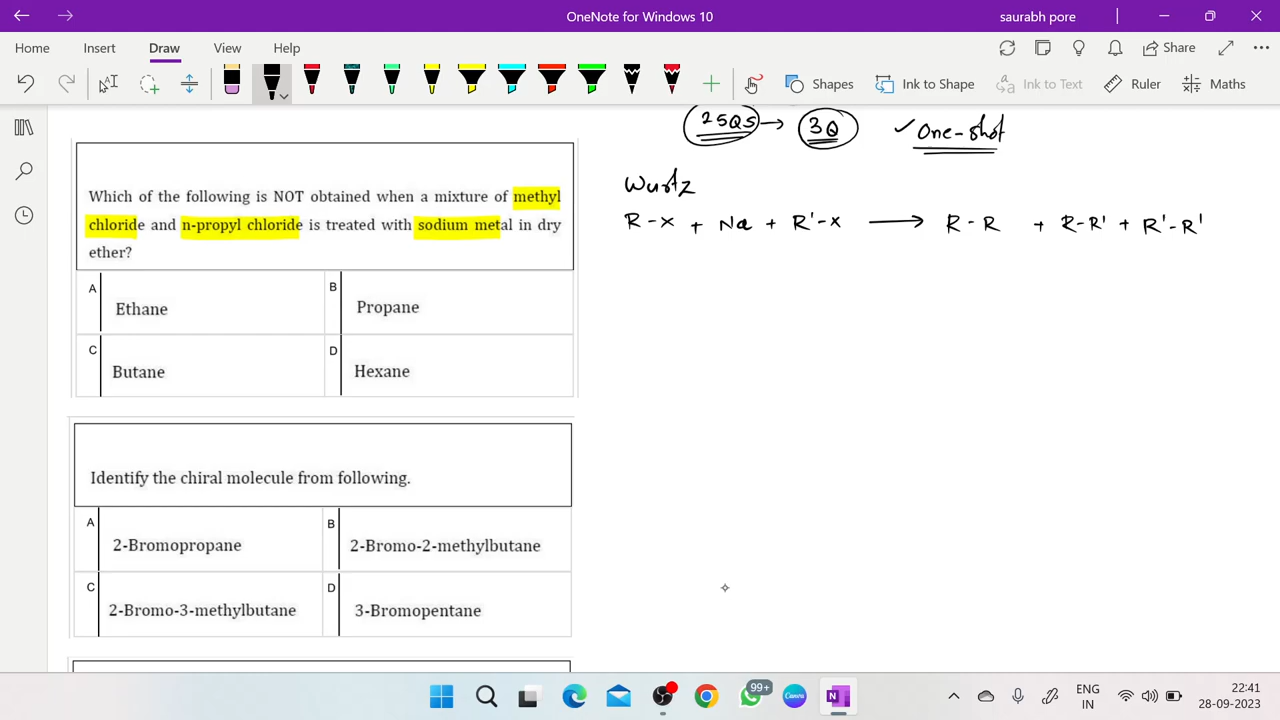 OneNote for Windows 10
saurabh pore
Home
Insert
Draw
View
Help
Share
Shapes
Ink to Shape
Ink to Text
Ruler
Maths
25QS → 3Q ✓ One-shot
Which of the following is NOT obtained when a mixture of methyl
chloride and n-propyl chloride is treated with sodium metal in dry
ether?
A Ethane
B Propane
C Butane
D Hexane
Wurtz
R-X + Na + R'-X ⟶ R-R + R-R' + R'-R'
Identify the chiral molecule from following.
A 2-Bromopropane
B 2-Bromo-2-methylbutane
C 2-Bromo-3-methylbutane
D 3-Bromopentane
99+
ENG
IN
22:41
28-09-2023